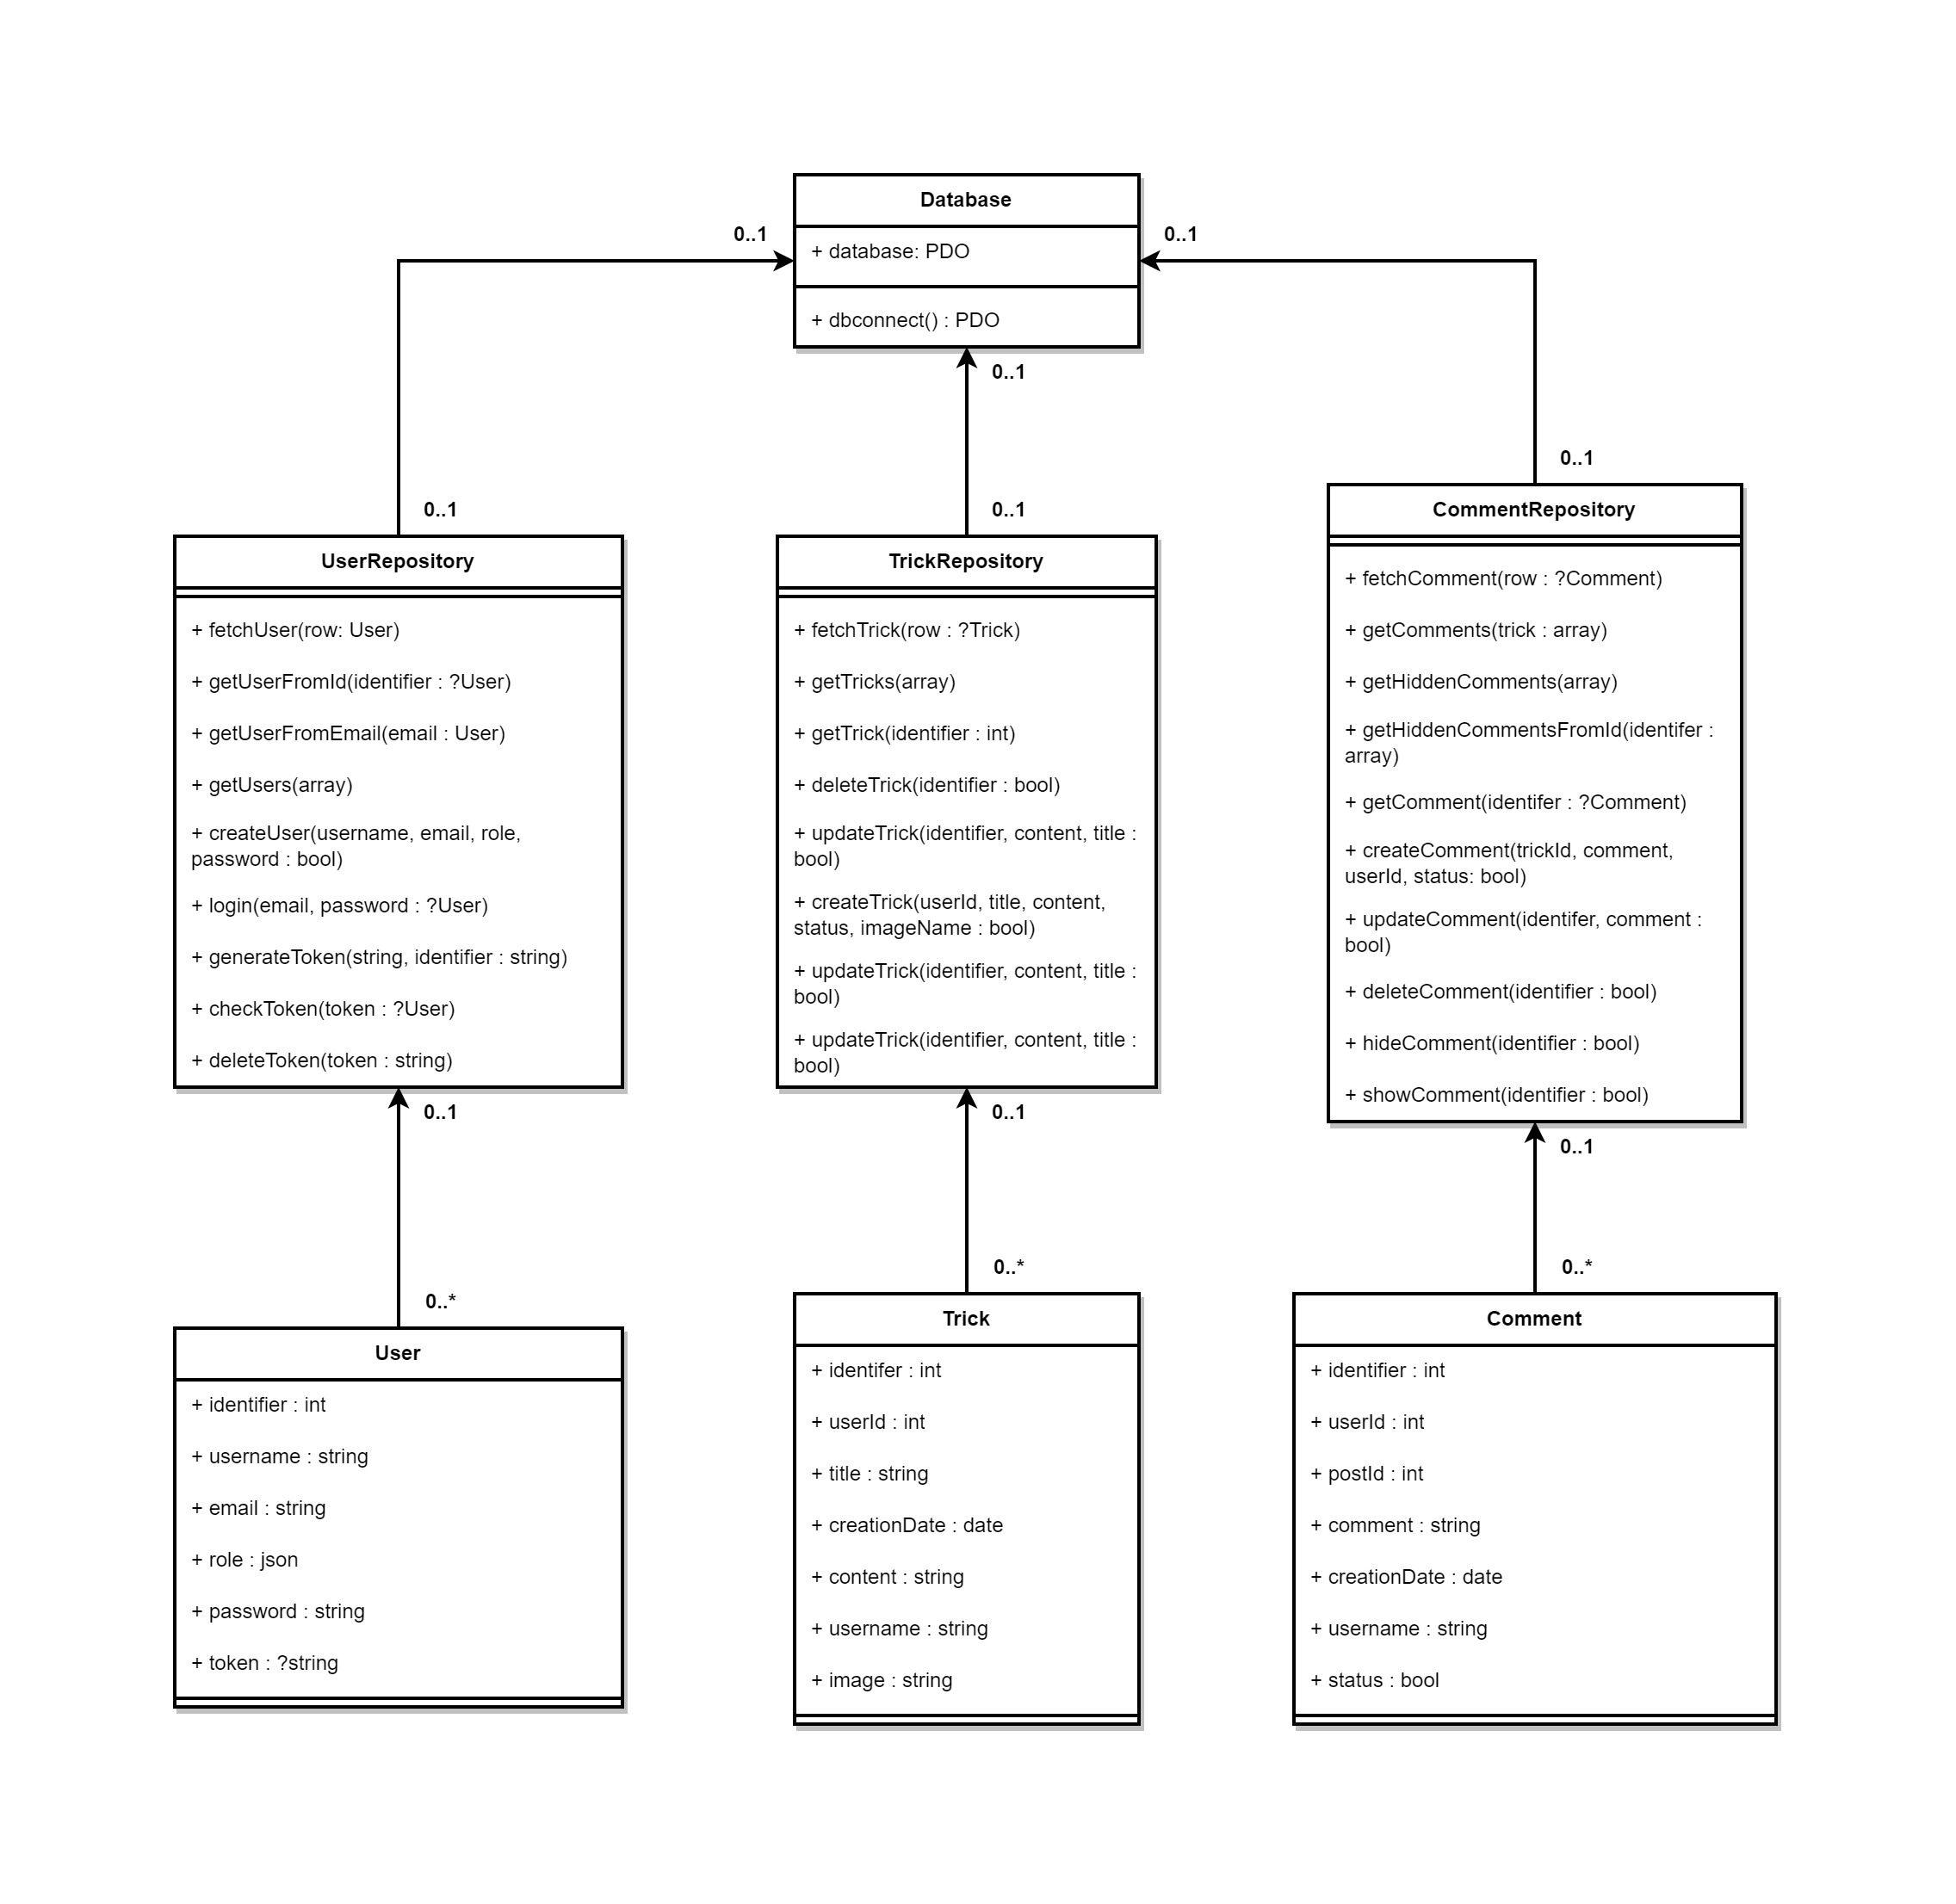 Database
+ database: PDO
+ dbconnect() : PDO
0..1
0..1
0..1
0..1
0..1
0..1
UserRepository
+ fetchUser(row: User)
+ getUserFromId(identifier : ?User)
+ getUserFromEmail(email : User)
+ getUsers(array)
+ createUser(username, email, role,
password : bool)
+ login(email, password : ?User)
+ generateToken(string, identifier : string)
+ checkToken(token : ?User)
+ deleteToken(token : string)
TrickRepository
+ fetchTrick(row : ?Trick)
+ getTricks(array)
+ getTrick(identifier : int)
+ deleteTrick(identifier : bool)
+ updateTrick(identifier, content, title :
bool)
+ createTrick(userId, title, content,
status, imageName : bool)
+ updateTrick(identifier, content, title :
bool)
+ updateTrick(identifier, content, title :
bool)
CommentRepository
+ fetchComment(row : ?Comment)
+ getComments(trick : array)
+ getHiddenComments(array)
+ getHiddenCommentsFromId(identifer :
array)
+ getComment(identifer : ?Comment)
+ createComment(trickId, comment,
userId, status: bool)
+ updateComment(identifer, comment :
bool)
+ deleteComment(identifier : bool)
+ hideComment(identifier : bool)
+ showComment(identifier : bool)
0..1
0..1
0..1
0..*
0..*
0..*
User
+ identifier : int
+ username : string
+ email : string
+ role : json
+ password : string
+ token : ?string
Trick
+ identifer : int
+ userId : int
+ title : string
+ creationDate : date
+ content : string
+ username : string
+ image : string
Comment
+ identifier : int
+ userId : int
+ postId : int
+ comment : string
+ creationDate : date
+ username : string
+ status : bool